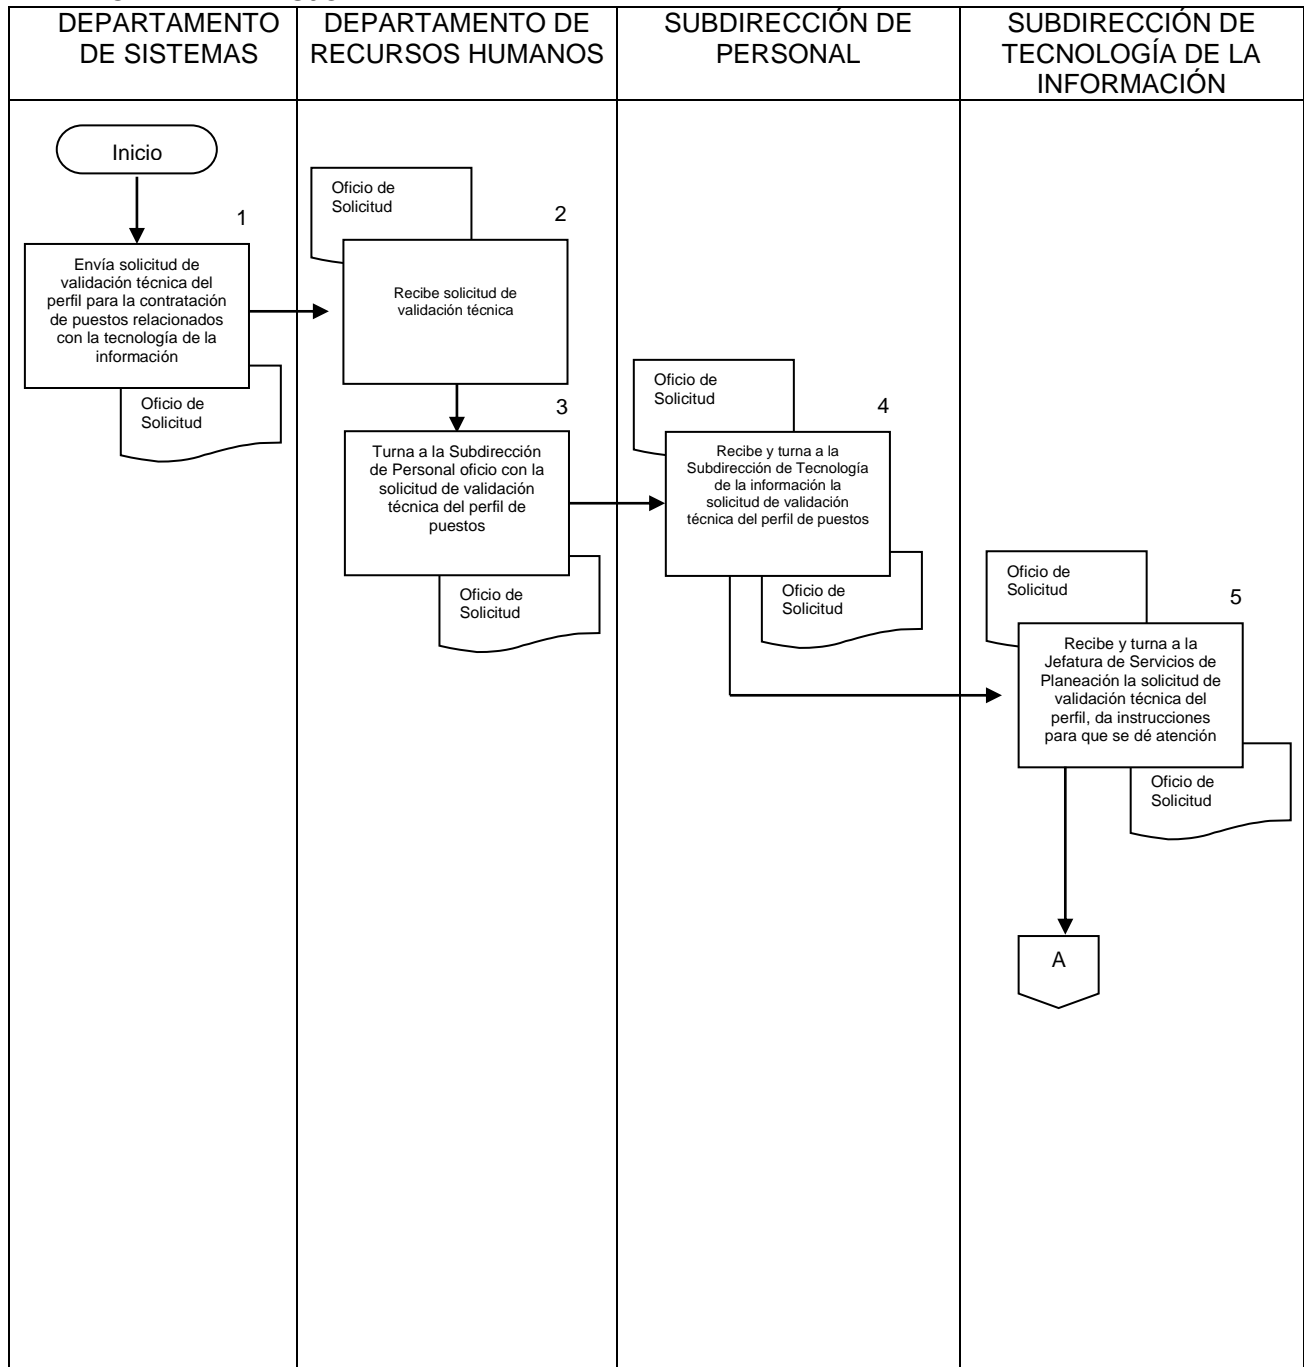 DEPARTAMENTO
DE SISTEMAS
DEPARTAMENTO DE
RECURSOS HUMANOS
SUBDIRECCIÓN DE
PERSONAL
SUBDIRECCIÓN DE
TECNOLOGÍA DE LA
INFORMACIÓN
Inicio
1
Envía solicitud de
validación técnica del
perfil para la contratación
de puestos relacionados
con la tecnología de la
información
Oficio de
Solicitud
Oficio de
Solicitud
2
Recibe solicitud de
validación técnica
3
Turna a la Subdirección
de Personal oficio con la
solicitud de validación
técnica del perfil de
puestos
Oficio de
Solicitud
Oficio de
Solicitud
4
Recibe y turna a la
Subdirección de Tecnología
de la información la
solicitud de validación
técnica del perfil de puestos
Oficio de
Solicitud
Oficio de
Solicitud
5
Recibe y turna a la
Jefatura de Servicios de
Planeación la solicitud de
validación técnica del
perfil, da instrucciones
para que se dé atención
Oficio de
Solicitud
A